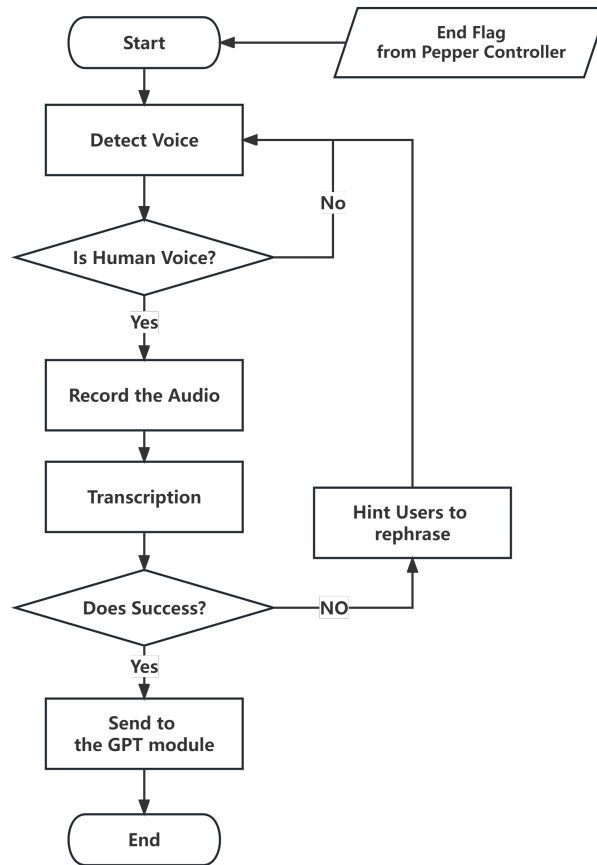 Start
End Flag
from Pepper Controller
Detect Voice
No
Is Human Voice?
Yes
Record the Audio
Transcription
Hint Users to
rephrase
Does Success?
NO
Yes
Send to
the GPT module
End